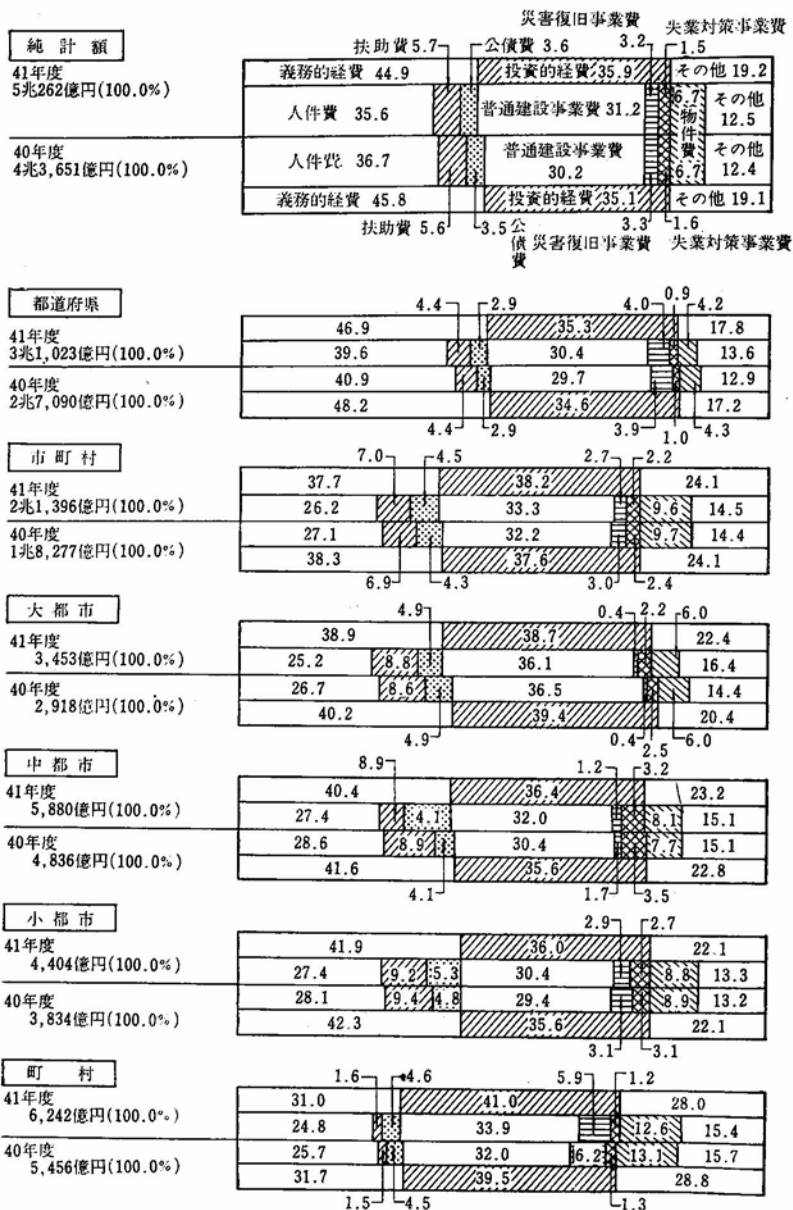 災害復旧事業費 失業対策事業費
純計額 扶助費5.7 公債費3.6 3.2 1.5
41年度 義務的経費 44.9 投資的経費35.9 その他19.2
5兆262億円(100.0%)
人件費 35.6 普通建設事業費31.2 6.7 物件費 その他 12.5
40年度
4兆3,651億円(100.0%)
人件費 36.7 普通建設事業費 30.2 6.7 その他 12.4
義務的経費 45.8 投資的経費35.1 その他19.1
扶助費 5.6 3.5 公債費 3.3 災害復旧事業費 1.6 失業対策事業費
都道府県 4.4 2.9 4.0 0.9 4.2
41年度 46.9 35.3 17.8
3兆1,023億円(100.0%) 39.6 30.4 13.6
40年度 40.9 29.7 12.9
2兆7,090億円(100.0%) 48.2 34.6 17.2
4.4 2.9 3.9 1.0 4.3
市町村 7.0 4.5 2.7 2.2
41年度 37.7 38.2 24.1
2兆1,396億円(100.0%) 26.2 33.3 9.6 14.5
40年度 27.1 32.2 9.7 14.4
1兆8,277億円(100.0%) 38.3 37.6 24.1
6.9 4.3 3.0 2.4
大都市 4.9 0.4 2.2 6.0
41年度 38.9 38.7 22.4
3,453億円(100.0%) 25.2 8.8 36.1 16.4
40年度 26.7 8.6 36.5 14.4
2,918億円(100.0%) 40.2 39.4 20.4
4.9 0.4 2.5 6.0
中都市 8.9 1.2 3.2
41年度 40.4 36.4 23.2
5,880億円(100.0%) 27.4 4.1 32.0 8.1 15.1
40年度 28.6 8.9 30.4 7.7 15.1
4,836億円(100.0%) 41.6 35.6 22.8
4.1 1.7 3.5
小都市 2.9 2.7
41年度 41.9 36.0 22.1
4,404億円(100.0%) 27.4 9.2 5.3 30.4 8.8 13.3
40年度 28.1 9.4 4.8 29.4 8.9 13.2
3,834億円(100.0%) 42.3 35.6 22.1
3.1 3.1
町村 1.6 4.6 5.9 1.2
41年度 31.0 41.0 28.0
6,242億円(100.0%) 24.8 33.9 12.6 15.4
40年度 25.7 32.0 6.2 13.1 15.7
5,456億円(100.0%) 31.7 39.5 28.8
1.5 4.5 1.3